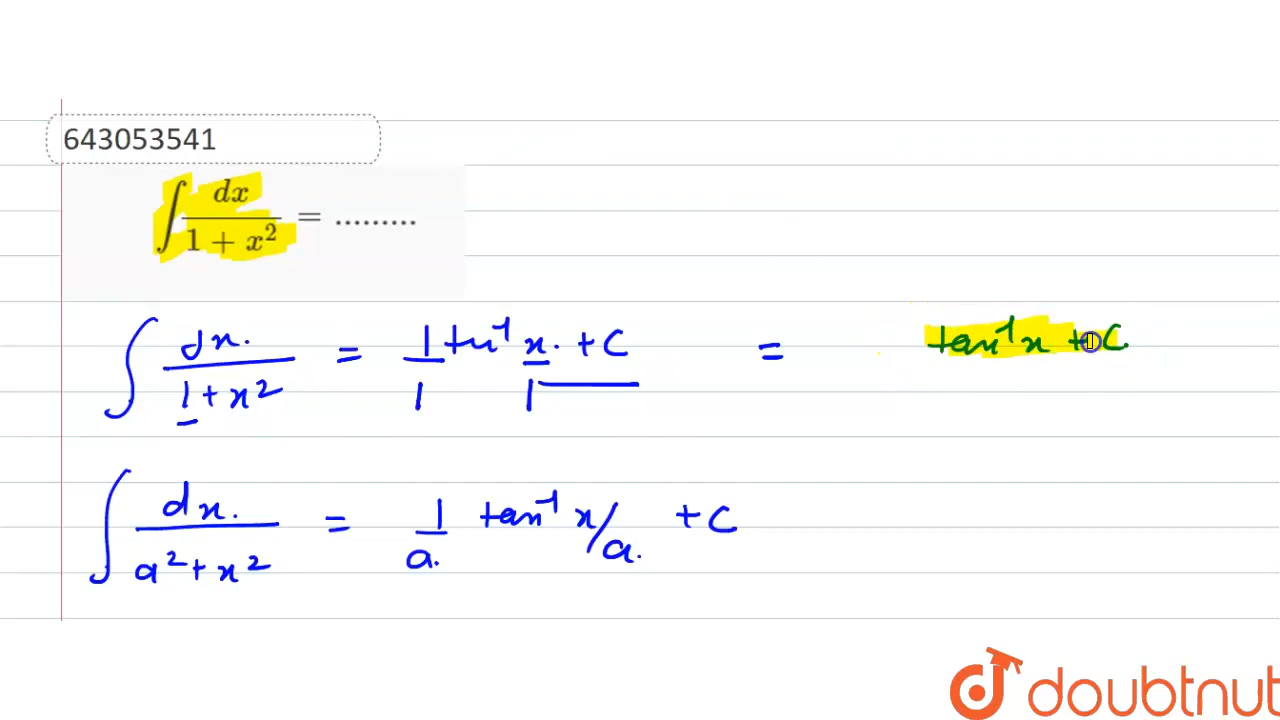 643053541
∫ dx/(1 + x²) = .........
∫ dx/(1 + x²) = 1/1 tan⁻¹ x/1 + C = tan⁻¹ x + C
∫ dx/(a² + x²) = 1/a tan⁻¹ x/a + C
doubtnut